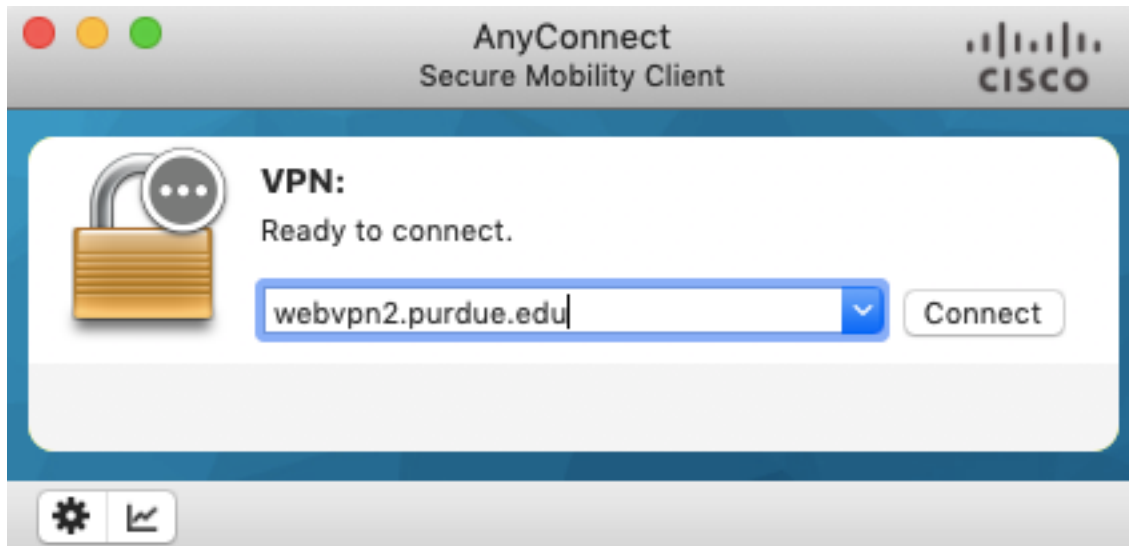 AnyConnect
Secure Mobility Client
CISCO
VPN:
Ready to connect.
webvpn2.purdue.edu
Connect